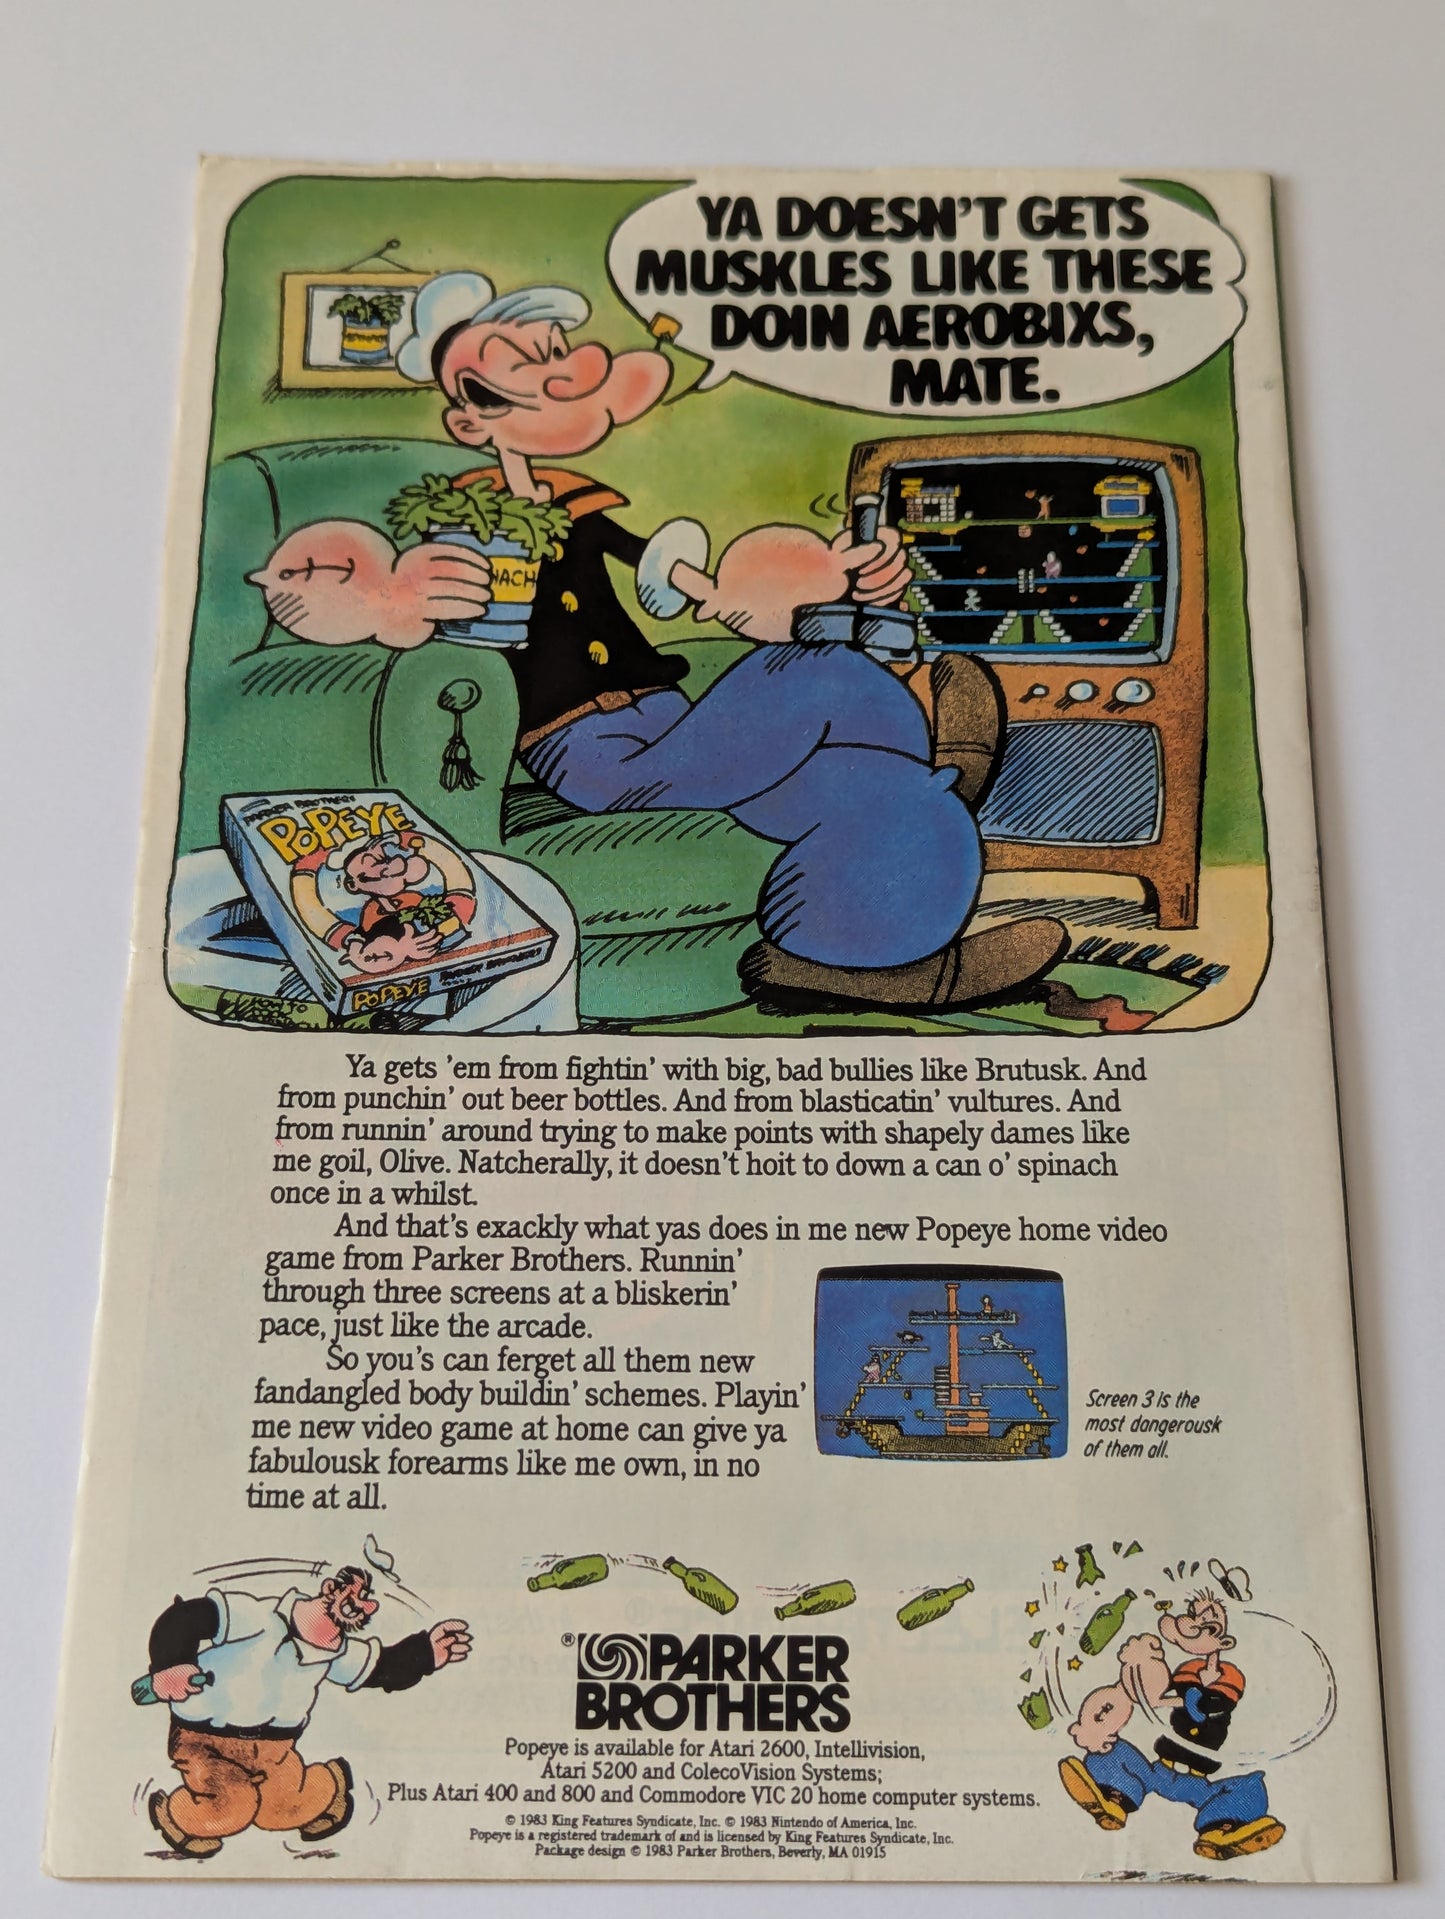 YA DOESN'T GETS
MUSKLES LIKE THESE
DOIN AEROBIXS,
MATE.
NACH
PARKER BROTHERS
POPEYE
POPEYE
PARKER BROTHERS
HOW TO
Ya gets 'em from fightin' with big, bad bullies like Brutusk. And
from punchin' out beer bottles. And from blasticatin' vultures. And
from runnin' around trying to make points with shapely dames like
me goil, Olive. Natcherally, it doesn't hoit to down a can o' spinach
once in a whilst.
And that's exackly what yas does in me new Popeye home video
game from Parker Brothers. Runnin'
through three screens at a bliskerin'
pace, just like the arcade.
So you's can ferget all them new
fandangled body buildin' schemes. Playin'
me new video game at home can give ya
fabulousk forearms like me own, in no
time at all.
Screen 3 is the
most dangerousk
of them all.
® PARKER
BROTHERS
Popeye is available for Atari 2600, Intellivision,
Atari 5200 and ColecoVision Systems;
Plus Atari 400 and 800 and Commodore VIC 20 home computer systems.
© 1983 King Features Syndicate, Inc. © 1983 Nintendo of America, Inc.
Popeye is a registered trademark of and is licensed by King Features Syndicate, Inc.
Package design © 1983 Parker Brothers, Beverly, MA 01915